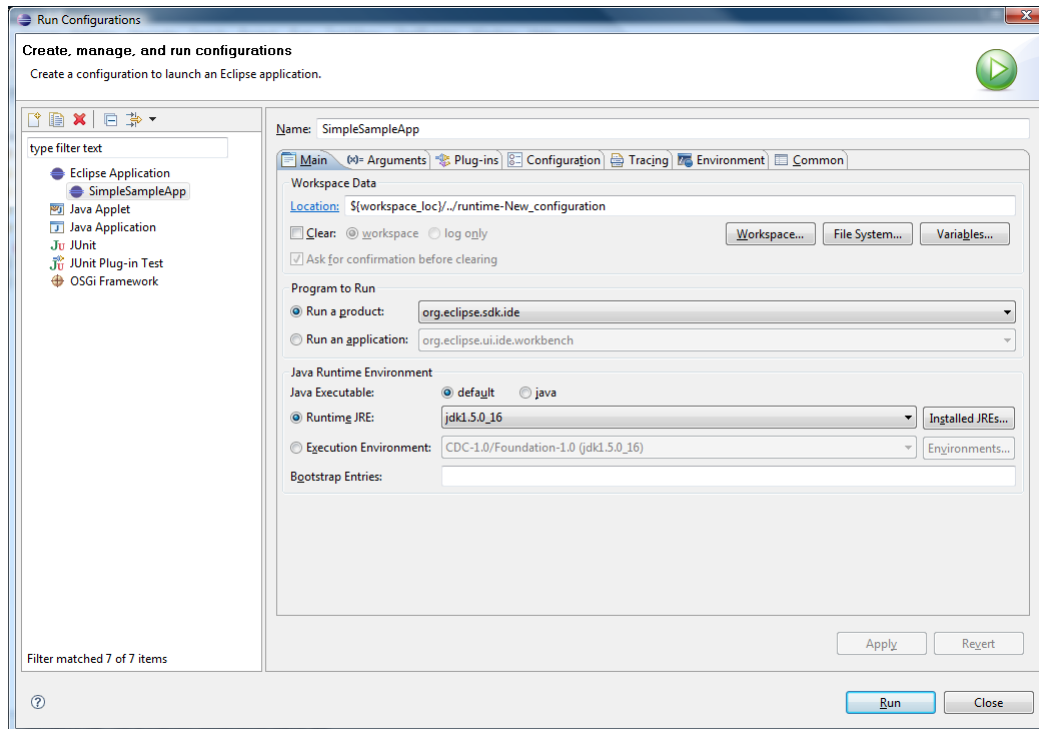 Run Configurations
Create, manage, and run configurations
Create a configuration to launch an Eclipse application.
type filter text
Eclipse Application
SimpleSampleApp
Java Applet
Java Application
Ju JUnit
JU JUnit Plug-in Test
OSGi Framework
Filter matched 7 of 7 items
Name: SimpleSampleApp
Main (x)= Arguments Plug-ins Configuration Tracing Environment Common
Workspace Data
Location: ${workspace_loc}/../runtime-New_configuration
Clear: workspace log only Workspace... File System... Variables...
Ask for confirmation before clearing
Program to Run
Run a product: org.eclipse.sdk.ide
Run an application: org.eclipse.ui.ide.workbench
Java Runtime Environment
Java Executable: default java
Runtime JRE: jdk1.5.0_16 Installed JREs...
Execution Environment: CDC-1.0/Foundation-1.0 (jdk1.5.0_16) Environments...
Bootstrap Entries:
Apply Revert
? Run Close